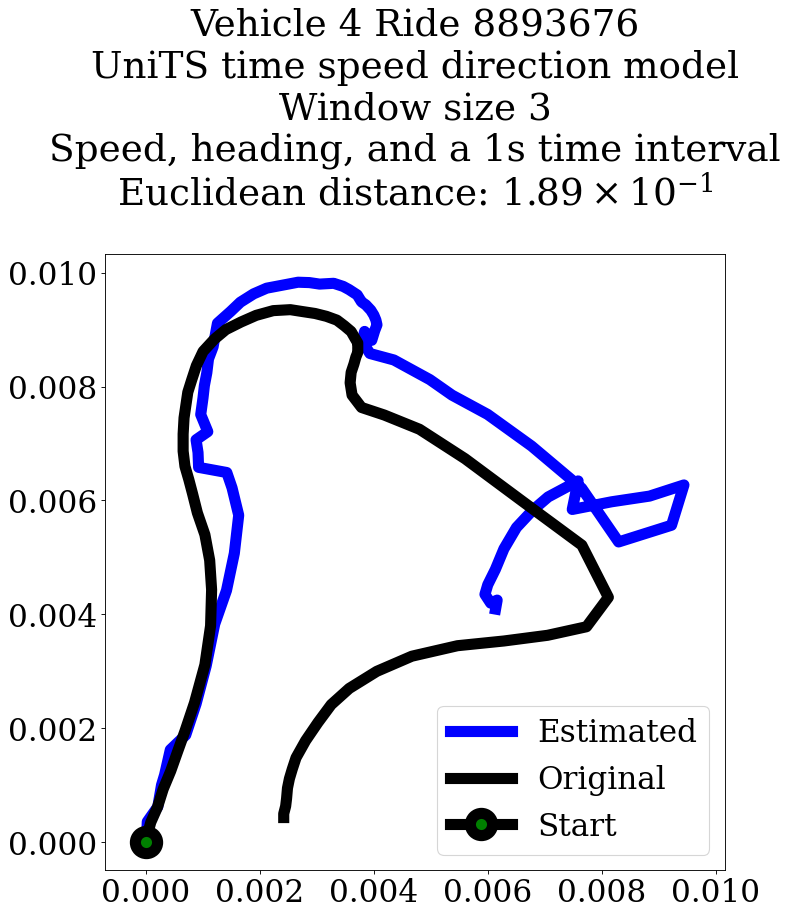 Vehicle 4 Ride 8893676
UniTS time speed direction model
Window size 3
Speed, heading, and a 1s time interval
Euclidean distance: 1.89 × 10⁻¹
0.010
0.008
0.006
0.004
0.002
0.000
Estimated
Original
Start
0.000 0.002 0.004 0.006 0.008 0.010